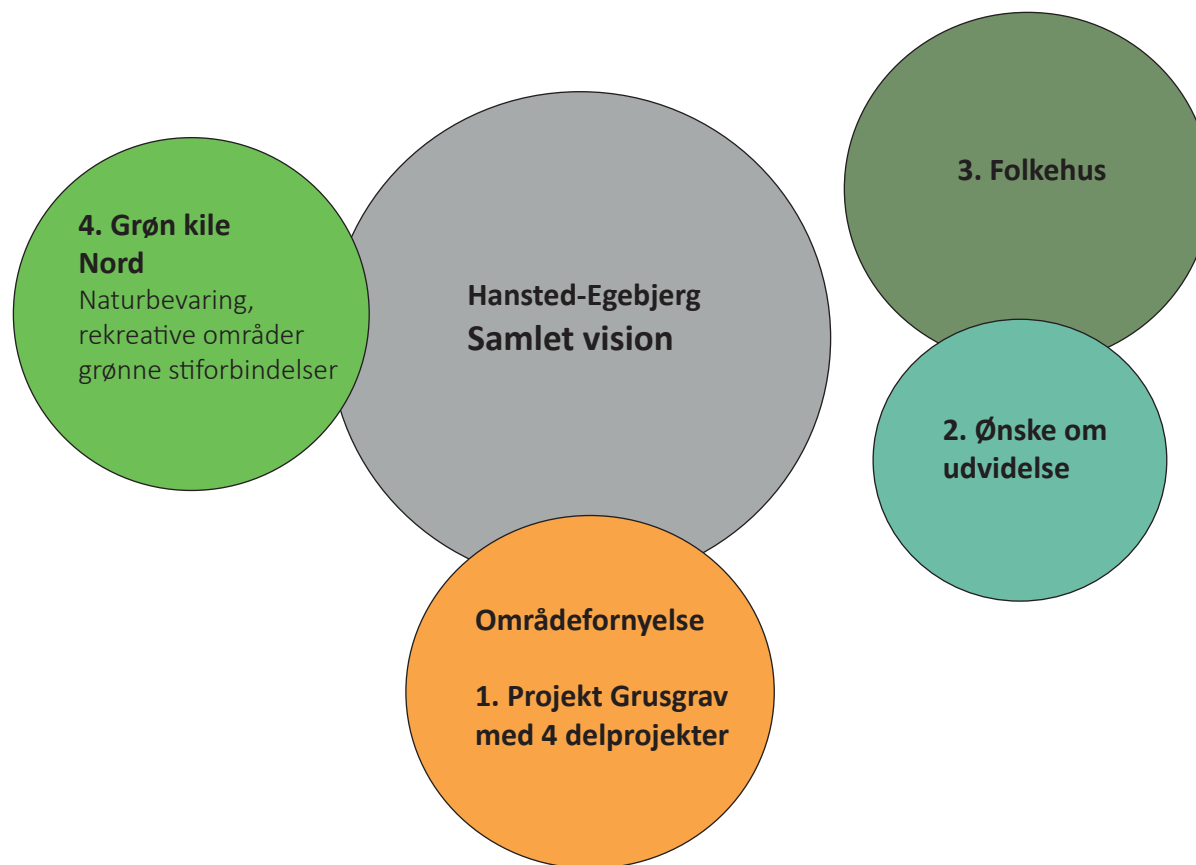 4. Grøn kile
Nord
Naturbevaring,
rekreative områder
grønne stiforbindelser
Hansted-Egebjerg
Samlet vision
3. Folkehus
2. Ønske om
udvidelse
Områdefornyelse
1. Projekt Grusgrav
med 4 delprojekter